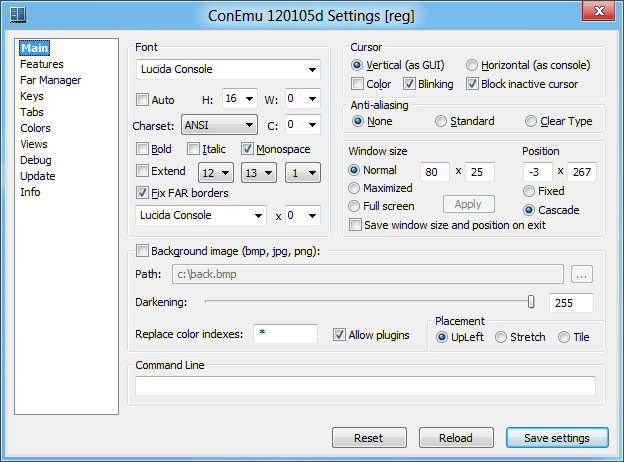 ConEmu 120105d Settings [reg]
Main
Features
Far Manager
Keys
Tabs
Colors
Views
Debug
Update
Info
Font
Lucida Console
Auto H: 16 W: 0
Charset: ANSI C: 0
Bold Italic Monospace
Extend 12 13 1
Fix FAR borders
Lucida Console x 0
Cursor
Vertical (as GUI) Horizontal (as console)
Color Blinking Block inactive cursor
Anti-aliasing
None Standard Clear Type
Window size Position
Normal 80 x 25 -3 x 267
Maximized Fixed
Full screen Apply Cascade
Save window size and position on exit
Background image (bmp, jpg, png):
Path: c:\back.bmp ...
Darkening: 255
Replace color indexes: * Allow plugins
Placement
UpLeft Stretch Tile
Command Line
Reset Reload Save settings